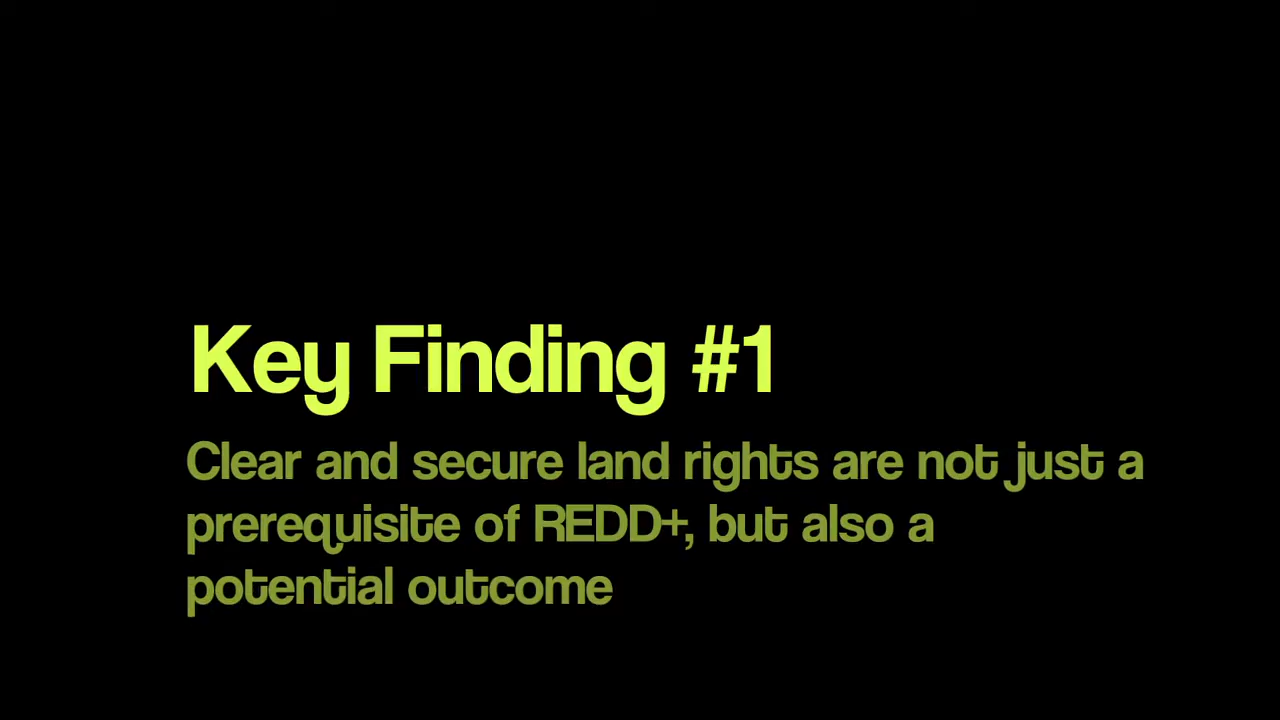 Key Finding #1
Clear and secure land rights are not just a
prerequisite of REDD+, but also a
potential outcome